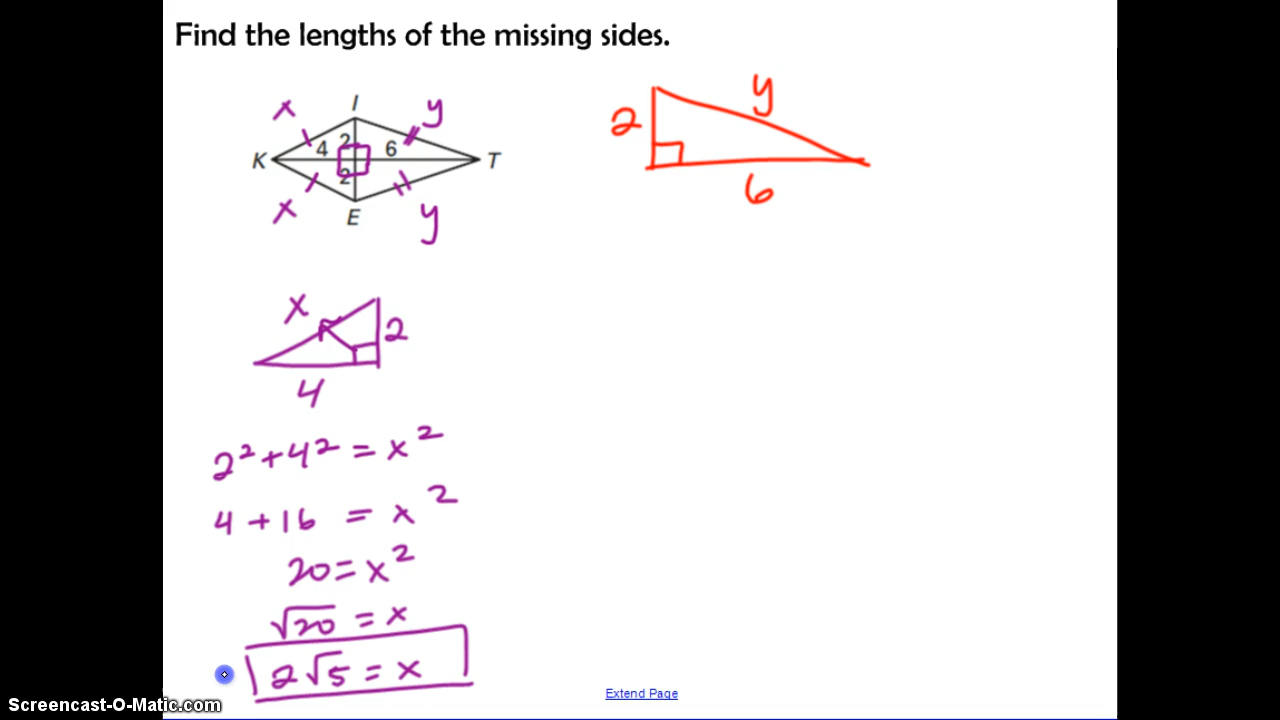 Find the lengths of the missing sides.
x I y
2
K 4 6 T
2
x E y
2 y
6
x 2
4
2² + 4² = x²
4 + 16 = x²
20 = x²
√20 = x
2√5 = x
Extend Page
Screencast-O-Matic.com